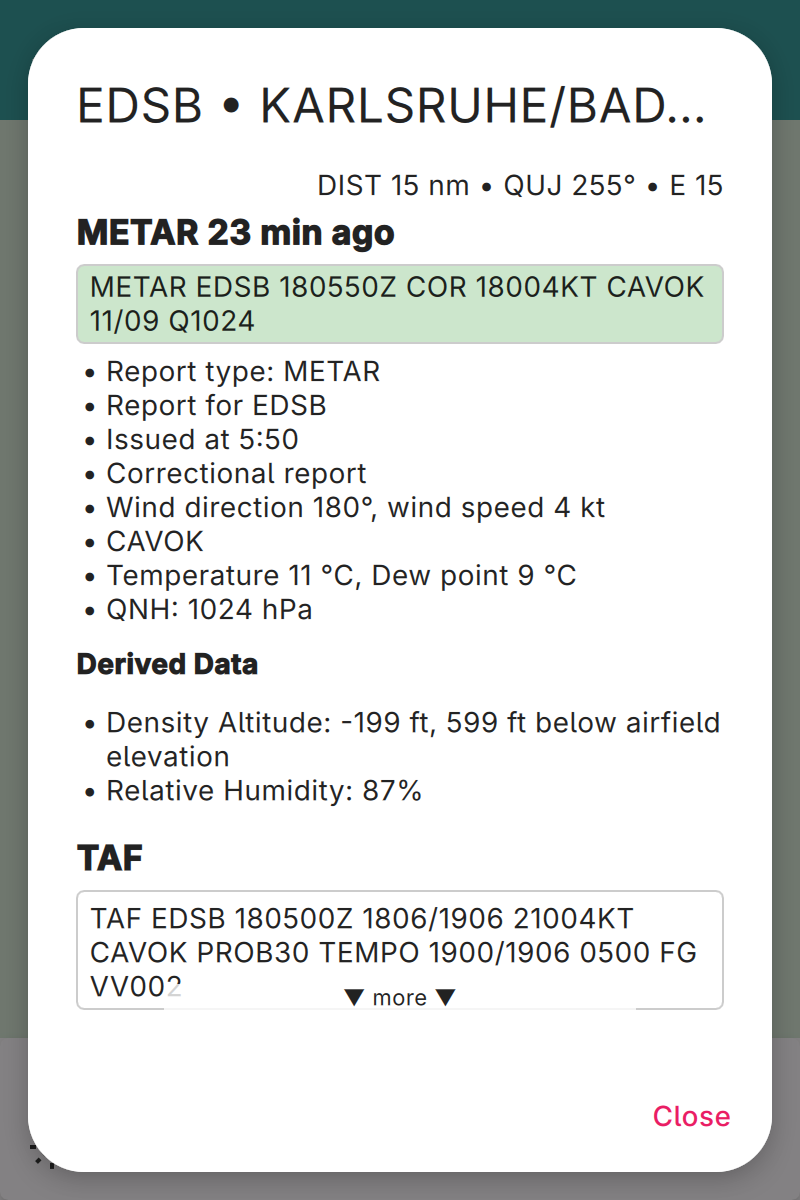 EDSB • KARLSRUHE/BAD...
DIST 15 nm • QUJ 255° • E 15
METAR 23 min ago
METAR EDSB 180550Z COR 18004KT CAVOK
11/09 Q1024
• Report type: METAR
• Report for EDSB
• Issued at 5:50
• Correctional report
• Wind direction 180°, wind speed 4 kt
• CAVOK
• Temperature 11 °C, Dew point 9 °C
• QNH: 1024 hPa
Derived Data
• Density Altitude: -199 ft, 599 ft below airfield
elevation
• Relative Humidity: 87%
TAF
TAF EDSB 180500Z 1806/1906 21004KT
CAVOK PROB30 TEMPO 1900/1906 0500 FG
VV002
▼ more ▼
Close